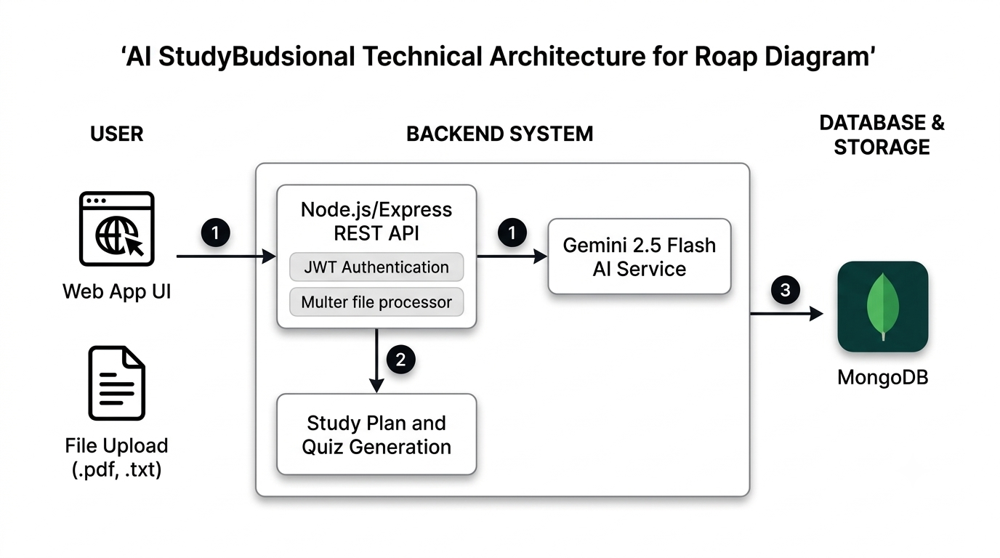 ‘AI StudyBudsional Technical Architecture for Roap Diagram’
USER
BACKEND SYSTEM
DATABASE &
STORAGE
Web App UI
File Upload
(.pdf, .txt)
1
Node.js/Express
REST API
JWT Authentication
Multer file processor
1
Gemini 2.5 Flash
AI Service
2
Study Plan and
Quiz Generation
3
MongoDB